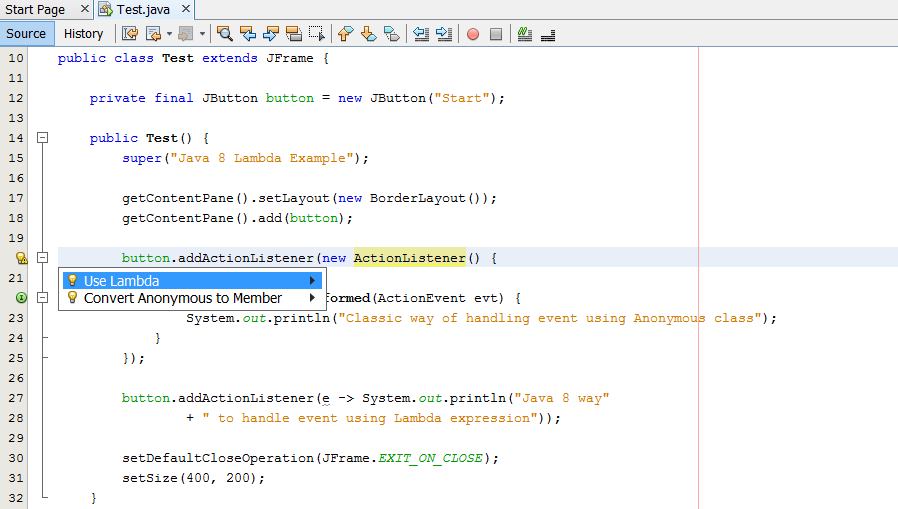 Start Page Test.java
Source History
10 public class Test extends JFrame {
11
12 private final JButton button = new JButton("Start");
13
14 public Test() {
15 super("Java 8 Lambda Example");
16
17 getContentPane().setLayout(new BorderLayout());
18 getContentPane().add(button);
19
button.addActionListener(new ActionListener() {
21 Use Lambda
Convert Anonymous to Member formed(ActionEvent evt) {
23 System.out.println("Classic way of handling event using Anonymous class");
24 }
25 });
26
27 button.addActionListener(e -> System.out.println("Java 8 way"
28 + " to handle event using Lambda expression"));
29
30 setDefaultCloseOperation(JFrame.EXIT_ON_CLOSE);
31 setSize(400, 200);
32 }